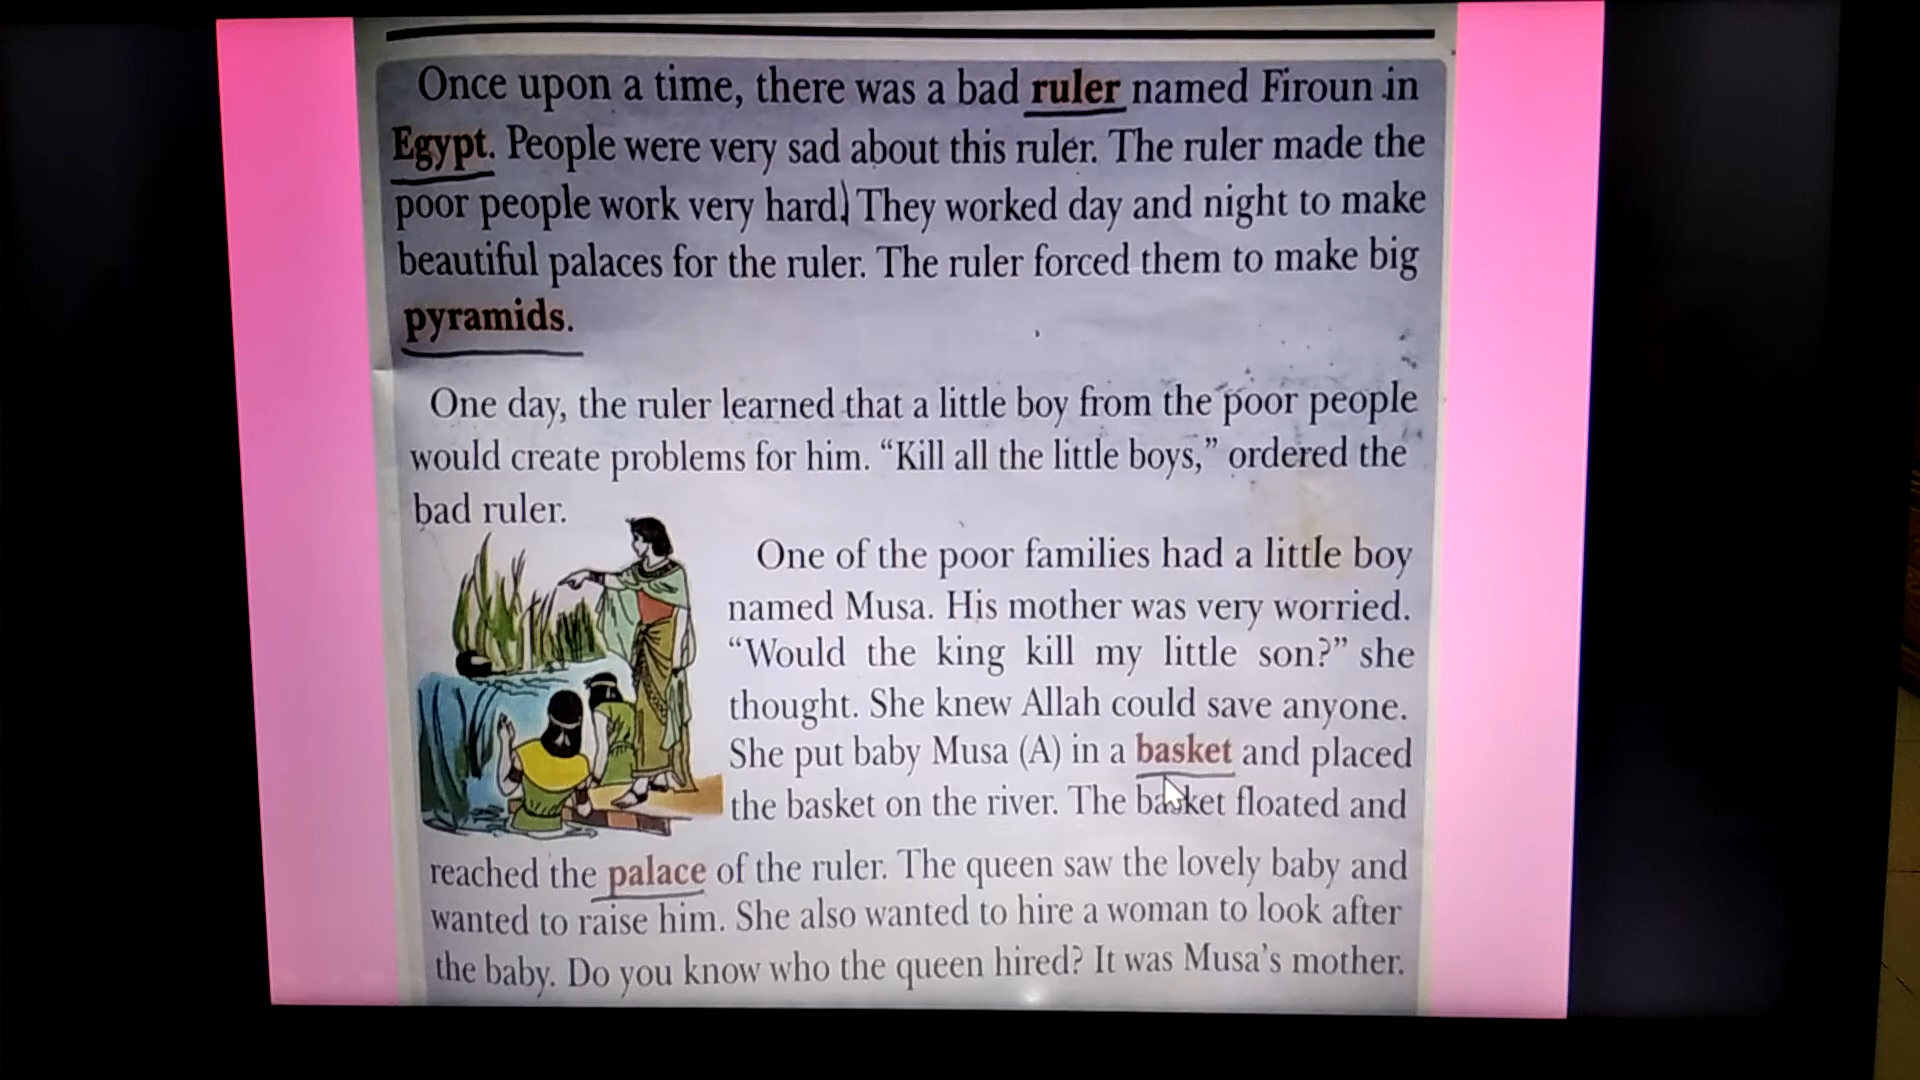 Once upon a time, there was a bad ruler named Firoun in
Egypt. People were very sad about this ruler. The ruler made the
poor people work very hard. They worked day and night to make
beautiful palaces for the ruler. The ruler forced them to make big
pyramids.
One day, the ruler learned that a little boy from the poor people
would create problems for him. “Kill all the little boys,” ordered the
bad ruler.
One of the poor families had a little boy
named Musa. His mother was very worried.
“Would the king kill my little son?” she
thought. She knew Allah could save anyone.
She put baby Musa (A) in a basket and placed
the basket on the river. The basket floated and
reached the palace of the ruler. The queen saw the lovely baby and
wanted to raise him. She also wanted to hire a woman to look after
the baby. Do you know who the queen hired? It was Musa’s mother.